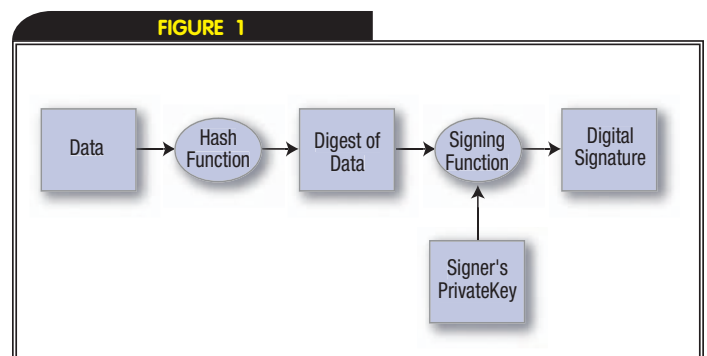 FIGURE 1
Data
Hash
Function
Digest of
Data
Signing
Function
Digital
Signature
Signer's
PrivateKey